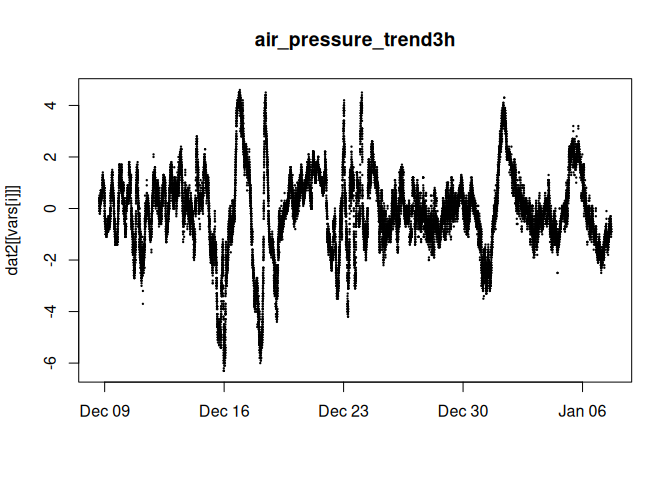 air_pressure_trend3h
dat2[[vars[i]]]
4
2
0
-2
-4
-6
Dec 09 Dec 16 Dec 23 Dec 30 Jan 06